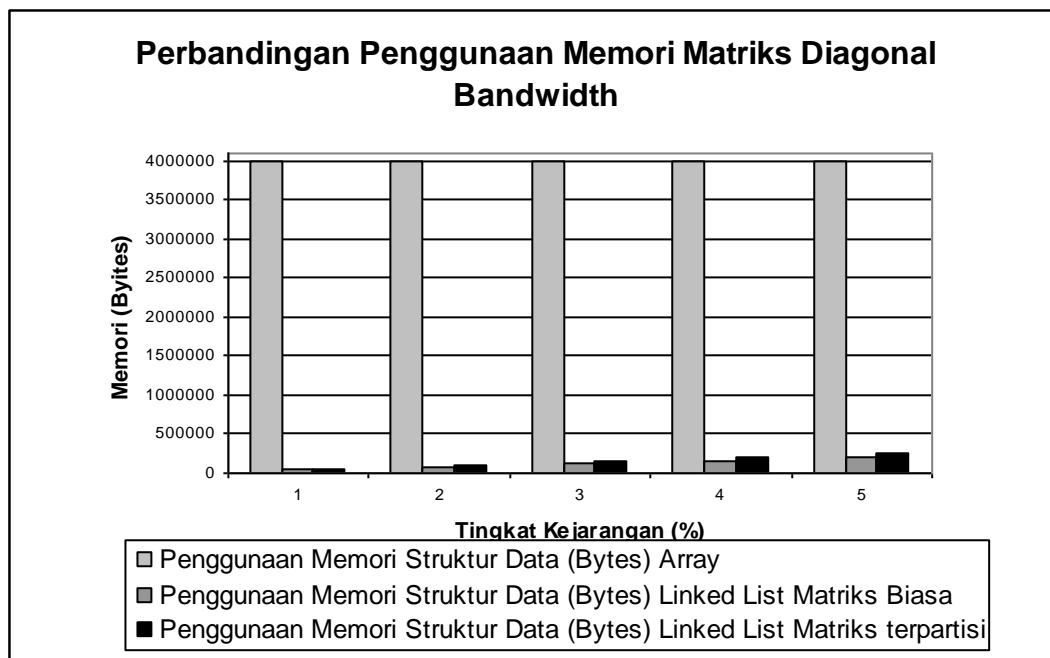 Perbandingan Penggunaan Memori Matriks Diagonal
Bandwidth
Memori (Byites)
4000000
3500000
3000000
2500000
2000000
1500000
1000000
500000
0
1 2 3 4 5
Tingkat Kejarangan (%)
Penggunaan Memori Struktur Data (Bytes) Array
Penggunaan Memori Struktur Data (Bytes) Linked List Matriks Biasa
Penggunaan Memori Struktur Data (Bytes) Linked List Matriks terpartisi